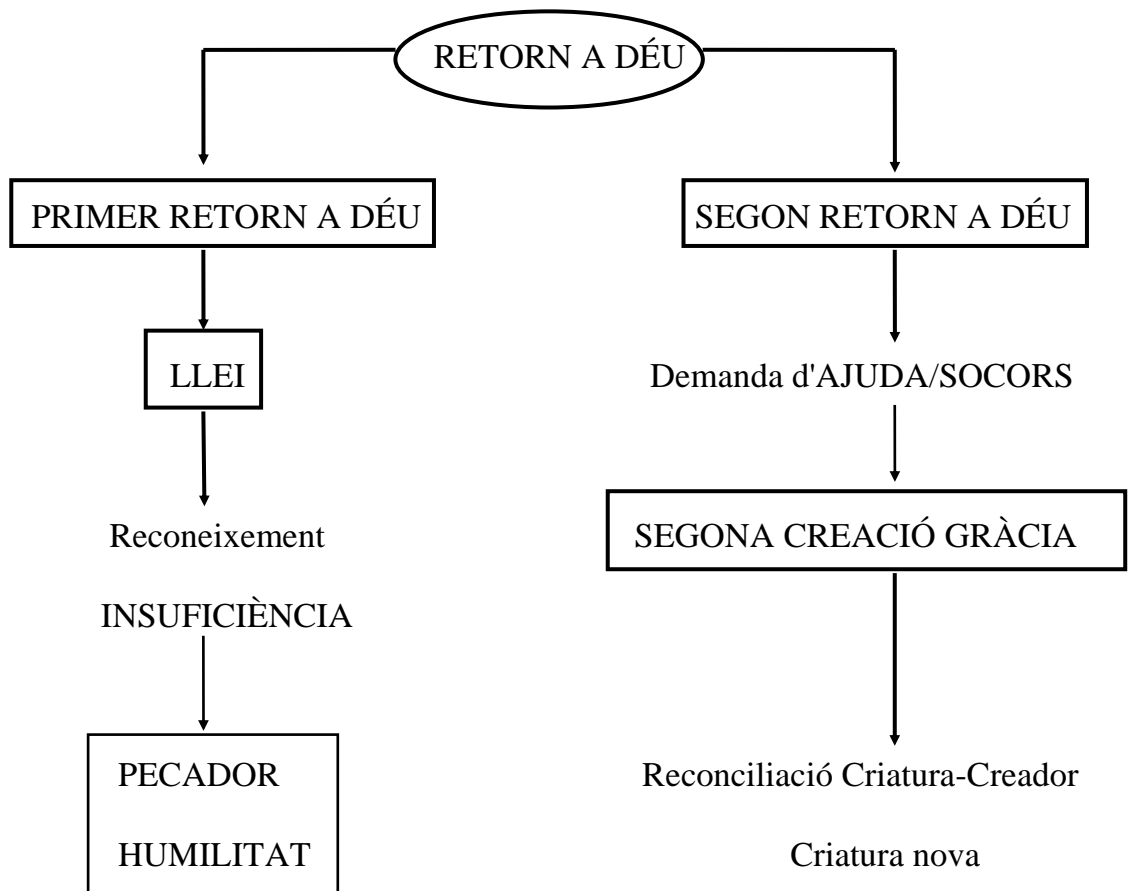 RETORN A DÉU
PRIMER RETORN A DÉU
LLEI
Reconeixement
INSUFICIÈNCIA
PECADOR
HUMILITAT
SEGON RETORN A DÉU
Demanda d'AJUDA/SOCORS
SEGONA CREACIÓ GRÀCIA
Reconciliació Criatura-Creador
Criatura nova